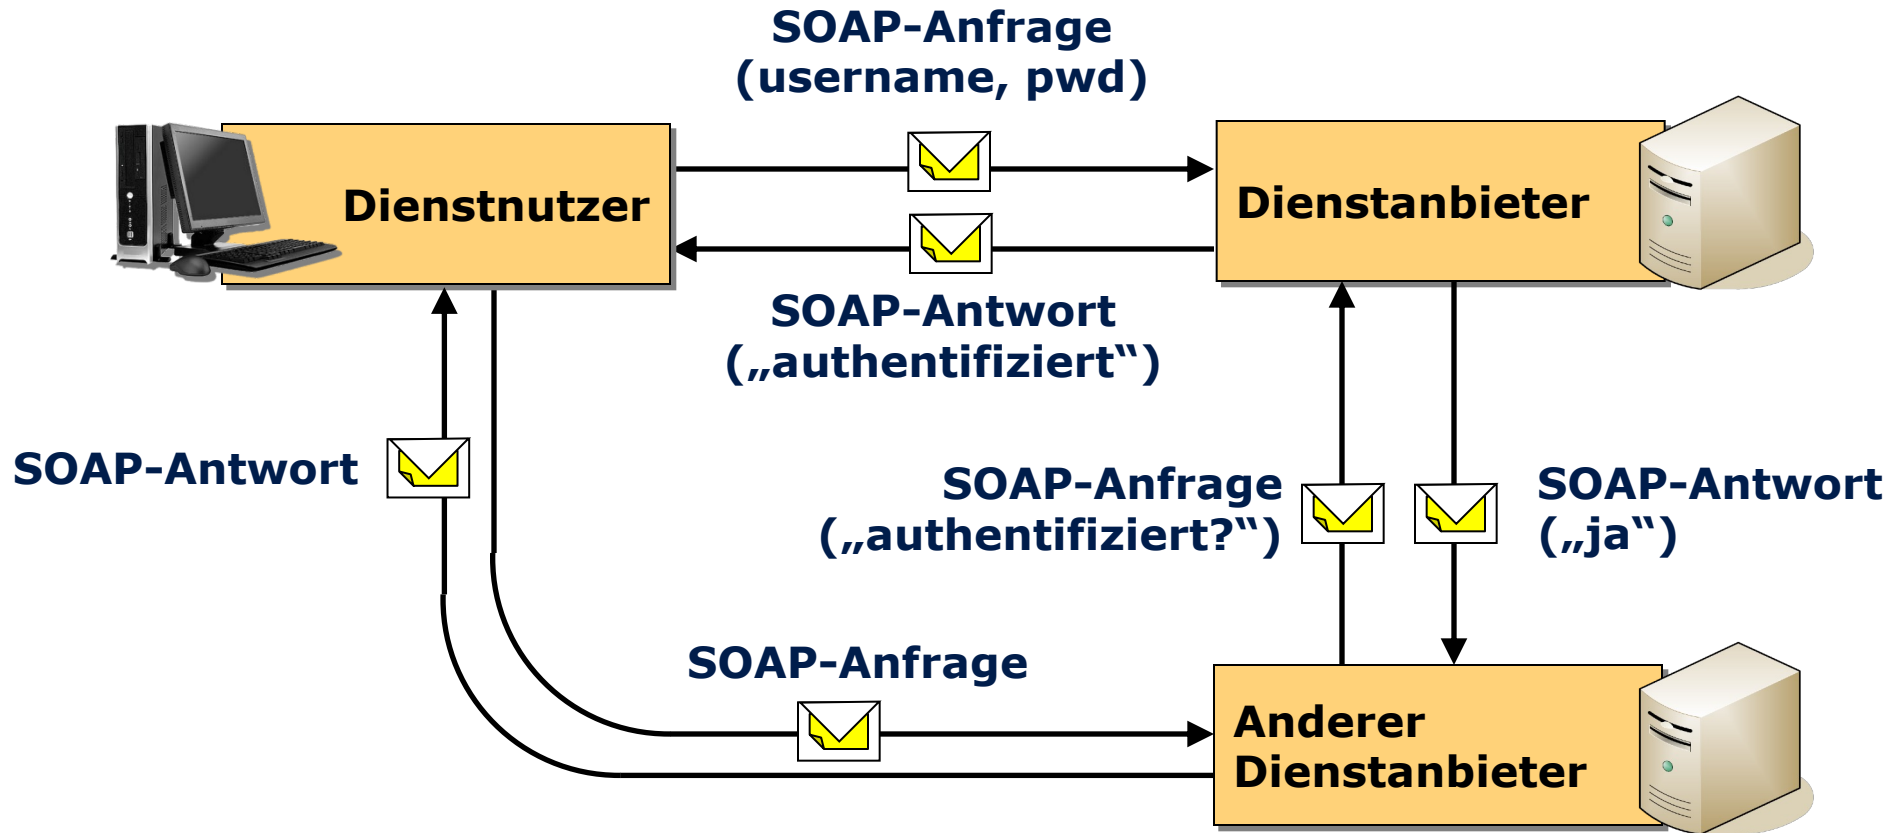 SOAP-Anfrage
(username, pwd)
Dienstnutzer
Dienstanbieter
SOAP-Antwort
(„authentifiziert“)
SOAP-Antwort
SOAP-Anfrage
(„authentifiziert?“)
SOAP-Antwort
(„ja“)
SOAP-Anfrage
Anderer
Dienstanbieter